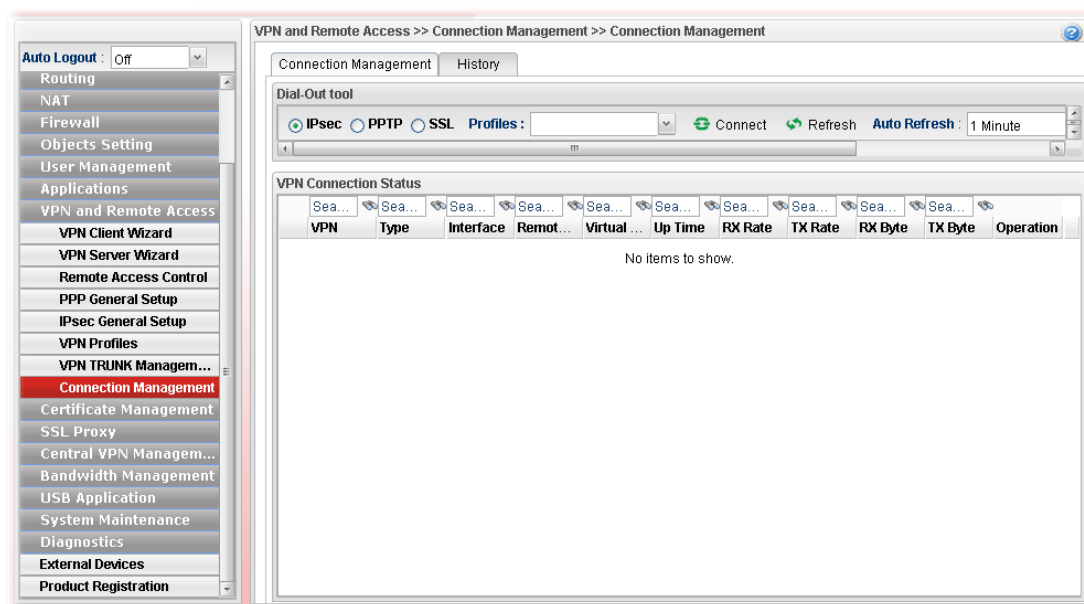 VPN and Remote Access >> Connection Management >> Connection Management
Auto Logout : Off
Routing
NAT
Firewall
Objects Setting
User Management
Applications
VPN and Remote Access
VPN Client Wizard
VPN Server Wizard
Remote Access Control
PPP General Setup
IPsec General Setup
VPN Profiles
VPN TRUNK Managem...
Connection Management
Certificate Management
SSL Proxy
Central VPN Managem...
Bandwidth Management
USB Application
System Maintenance
Diagnostics
External Devices
Product Registration
Connection Management History
Dial-Out tool
IPsec PPTP SSL Profiles : Connect Refresh Auto Refresh : 1 Minute
VPN Connection Status
Sea... Sea... Sea... Sea... Sea... Sea... Sea... Sea... Sea... Sea...
VPN Type Interface Remot... Virtual ... Up Time RX Rate TX Rate RX Byte TX Byte Operation
No items to show.